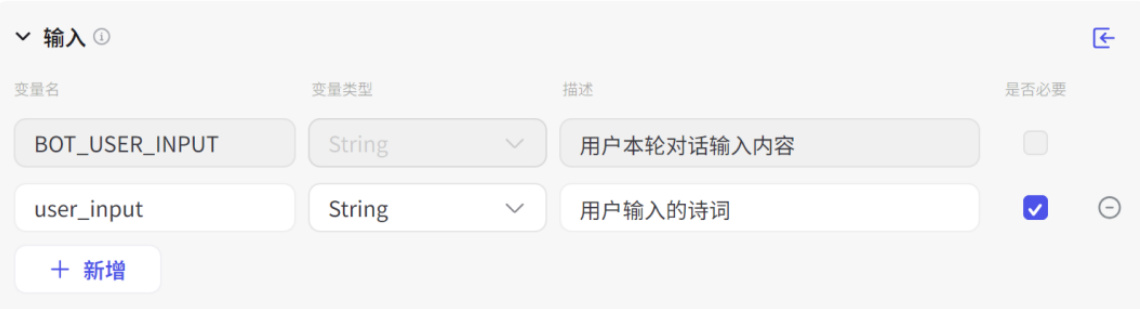 输入
变量名 变量类型 描述 是否必要
BOT_USER_INPUT String 用户本轮对话输入内容
user_input String 用户输入的诗词
+ 新增